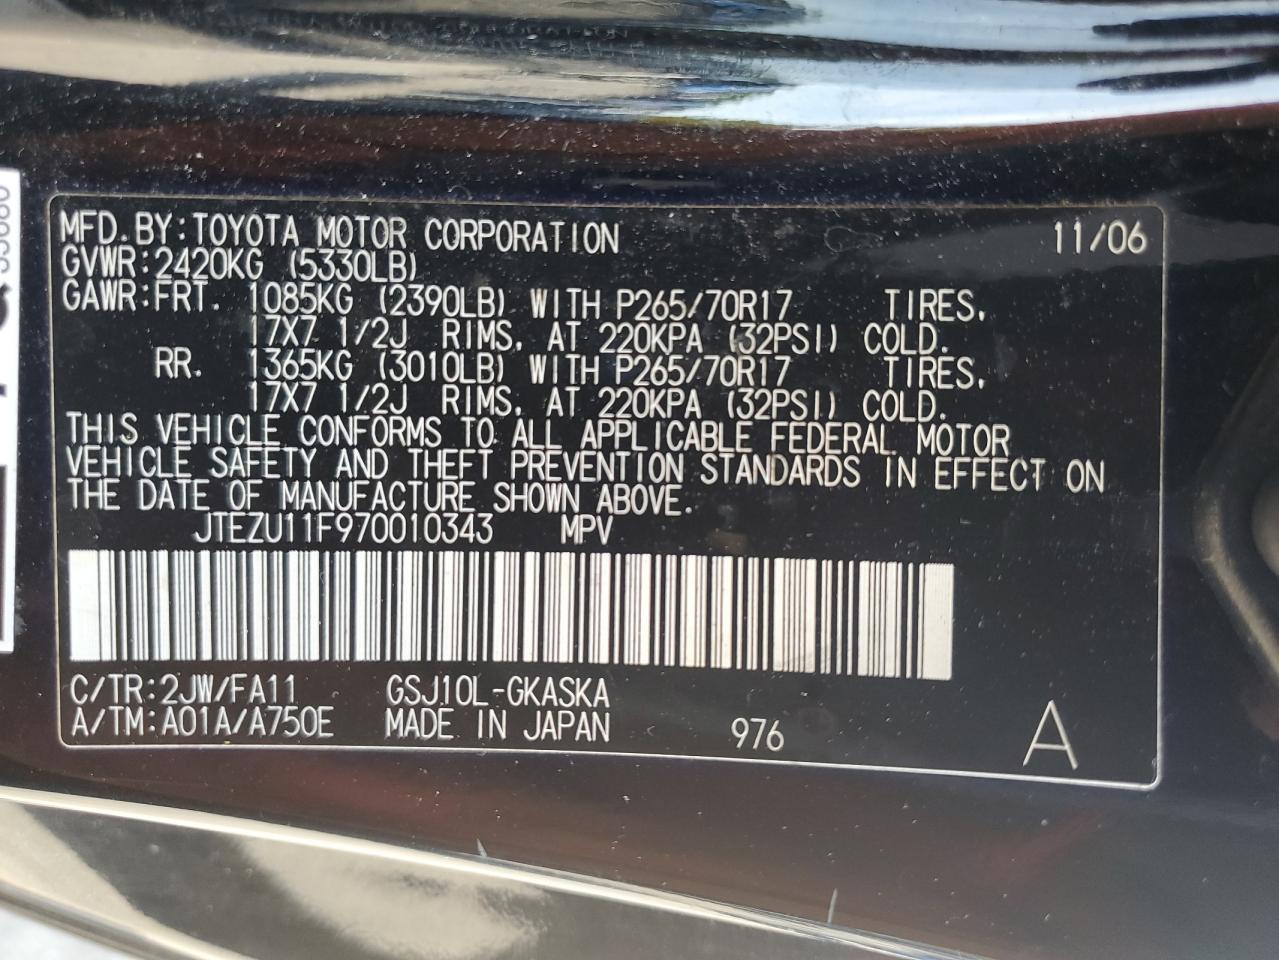 MFD.BY:TOYOTA MOTOR CORPORATION 11/06
GVWR:2420KG (5330LB)
GAWR:FRT. 1085KG (2390LB) WITH P265/70R17 TIRES,
17X7 1/2J RIMS, AT 220KPA (32PSI) COLD.
RR. 1365KG (3010LB) WITH P265/70R17 TIRES,
17X7 1/2J RIMS, AT 220KPA (32PSI) COLD.
THIS VEHICLE CONFORMS TO ALL APPLICABLE FEDERAL MOTOR
VEHICLE SAFETY AND THEFT PREVENTION STANDARDS IN EFFECT ON
THE DATE OF MANUFACTURE SHOWN ABOVE.
JTEZU11F970010343 MPV
C/TR:2JW/FA11 GSJ10L-GKASKA
A/TM:A01A/A750E MADE IN JAPAN 976 A